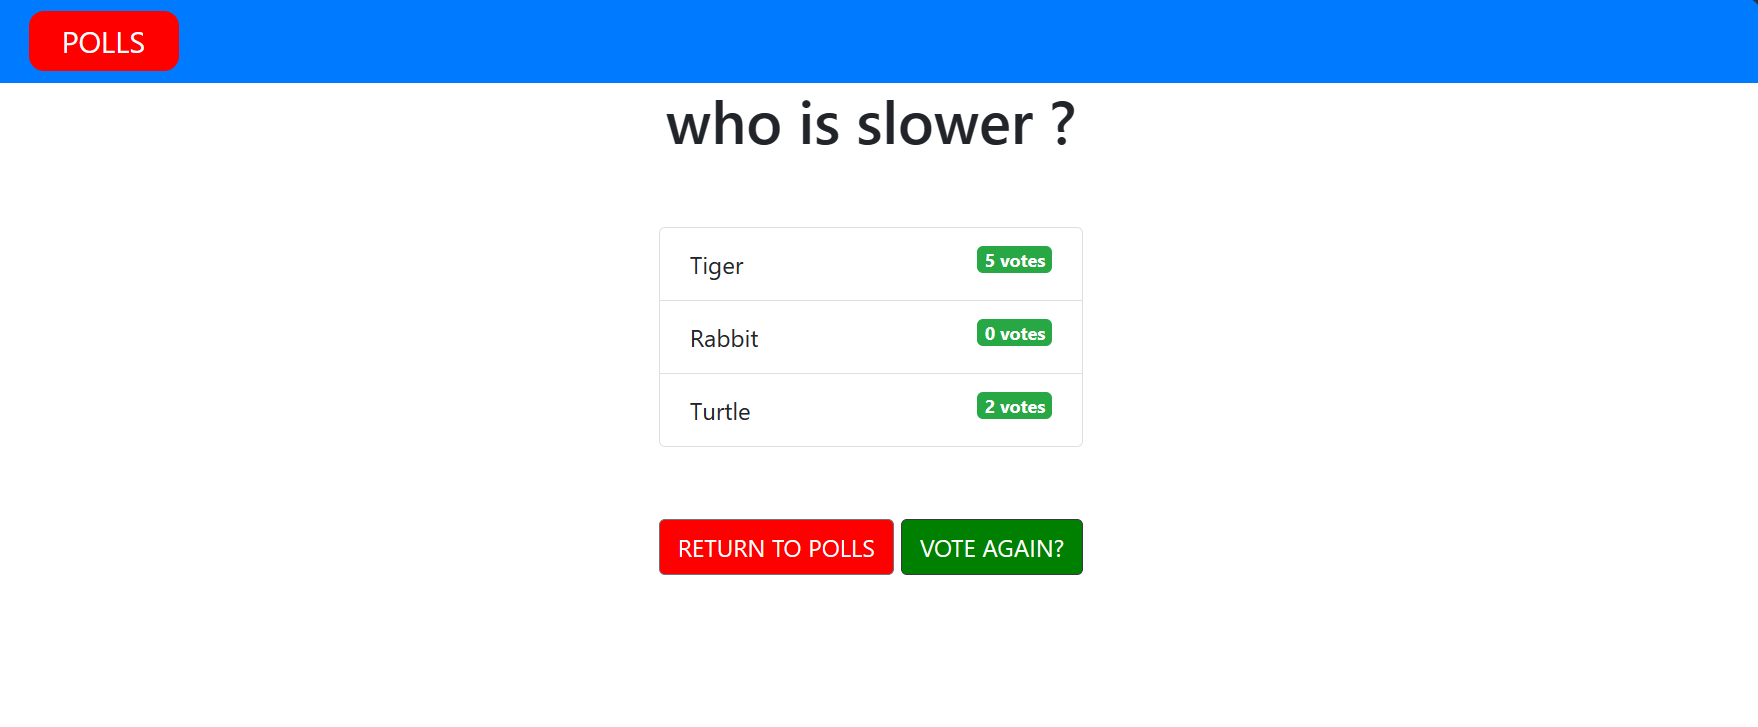 POLLS
who is slower ?
Tiger 5 votes
Rabbit 0 votes
Turtle 2 votes
RETURN TO POLLS VOTE AGAIN?